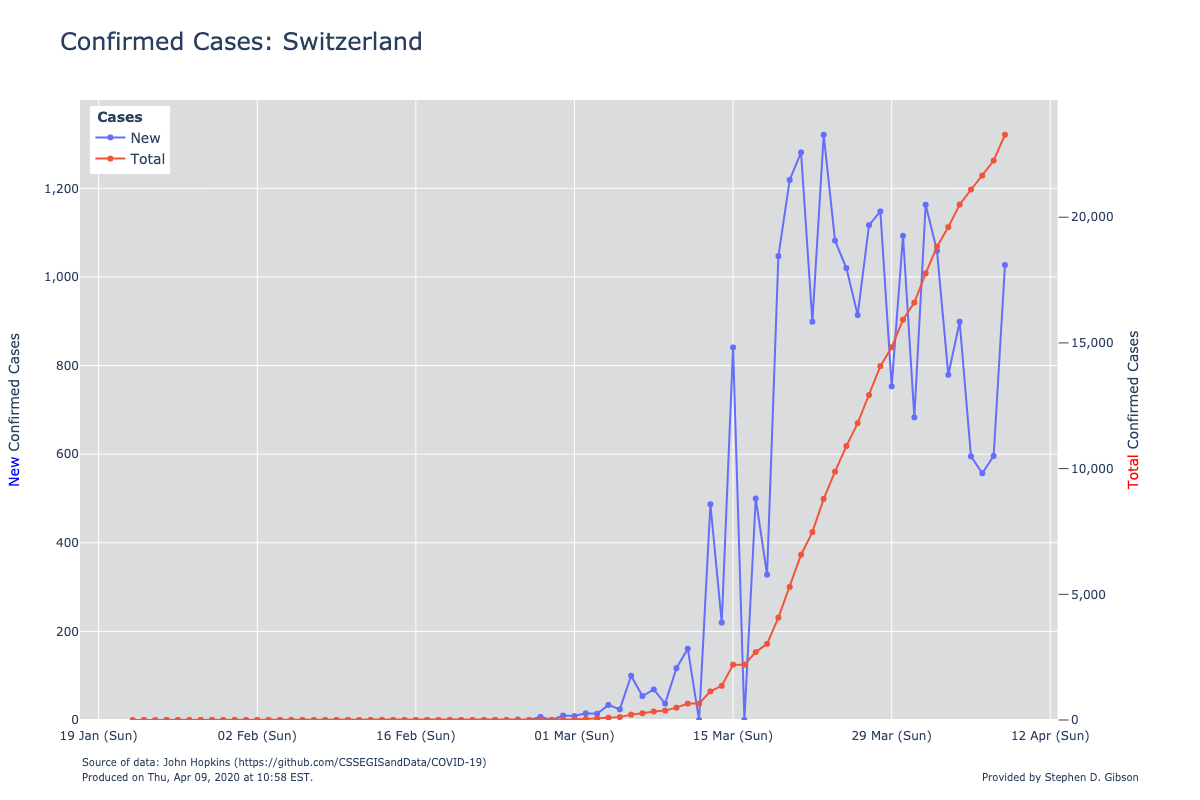 Confirmed Cases: Switzerland
Cases
New
Total
1,200
1,000
800
600
400
200
0
20,000
15,000
10,000
5,000
0
New Confirmed Cases
Total Confirmed Cases
19 Jan (Sun)
02 Feb (Sun)
16 Feb (Sun)
01 Mar (Sun)
15 Mar (Sun)
29 Mar (Sun)
12 Apr (Sun)
Source of data: John Hopkins (https://github.com/CSSEGISandData/COVID-19)
Produced on Thu, Apr 09, 2020 at 10:58 EST.
Provided by Stephen D. Gibson